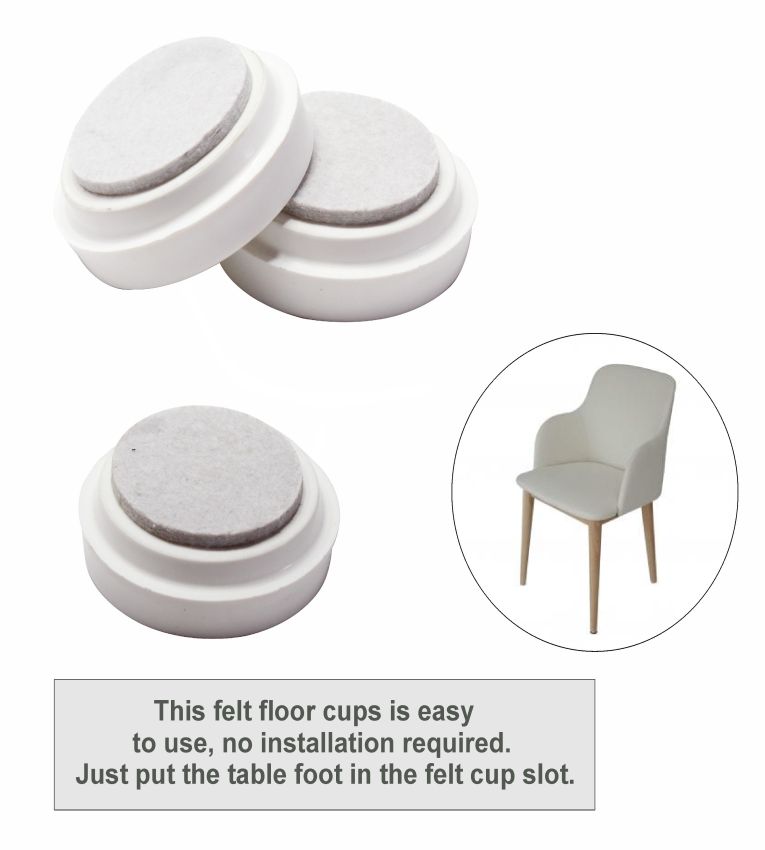 This felt floor cups is easy
to use, no installation required.
Just put the table foot in the felt cup slot.